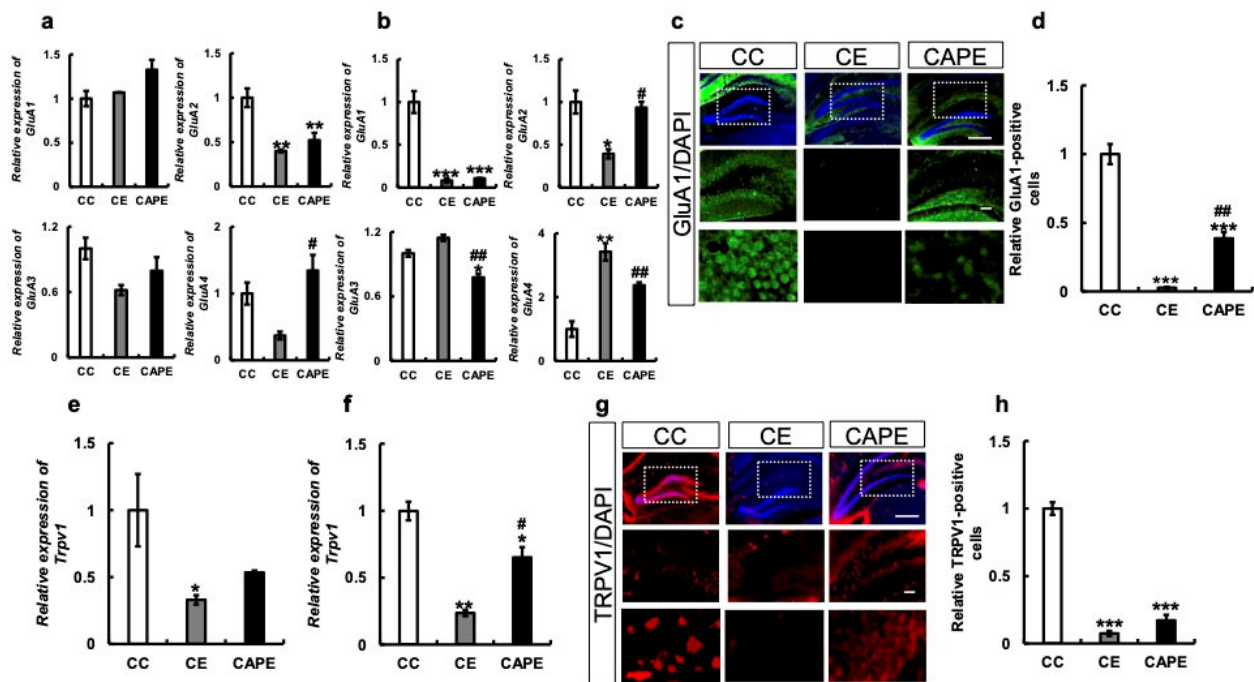 a
Relative expression of
GluA1
1.5
1
0.5
0
CC CE CAPE
Relative expression of
GluA2
1.5
1
0.5
0
**
**
CC CE CAPE
Relative expression of
GluA3
1.2
0.6
0
CC CE CAPE
Relative expression of
GluA4
2
1
0
#
CC CE CAPE
b
Relative expression of
GluA1
1.5
1
0.5
0
*** ***
CC CE CAPE
Relative expression of
GluA2
1.5
1
0.5
0
*
#
CC CE CAPE
Relative expression of
GluA3
1.2
0.6
0
##
*
CC CE CAPE
Relative expression of
GluA4
4
2
0
**
##
CC CE CAPE
c
GluA1/DAPI
CC CE CAPE
d
Relative GluA1-positive
cells
1.5
1
0.5
0
***
##
***
CC CE CAPE
e
Relative expression of
Trpv1
1.5
1
0.5
0
*
CC CE CAPE
f
Relative expression of
Trpv1
1.5
1
0.5
0
**
#
*
CC CE CAPE
g
TRPV1/DAPI
CC CE CAPE
h
Relative TRPV1-positive
cells
1.5
1
0.5
0
***
***
CC CE CAPE